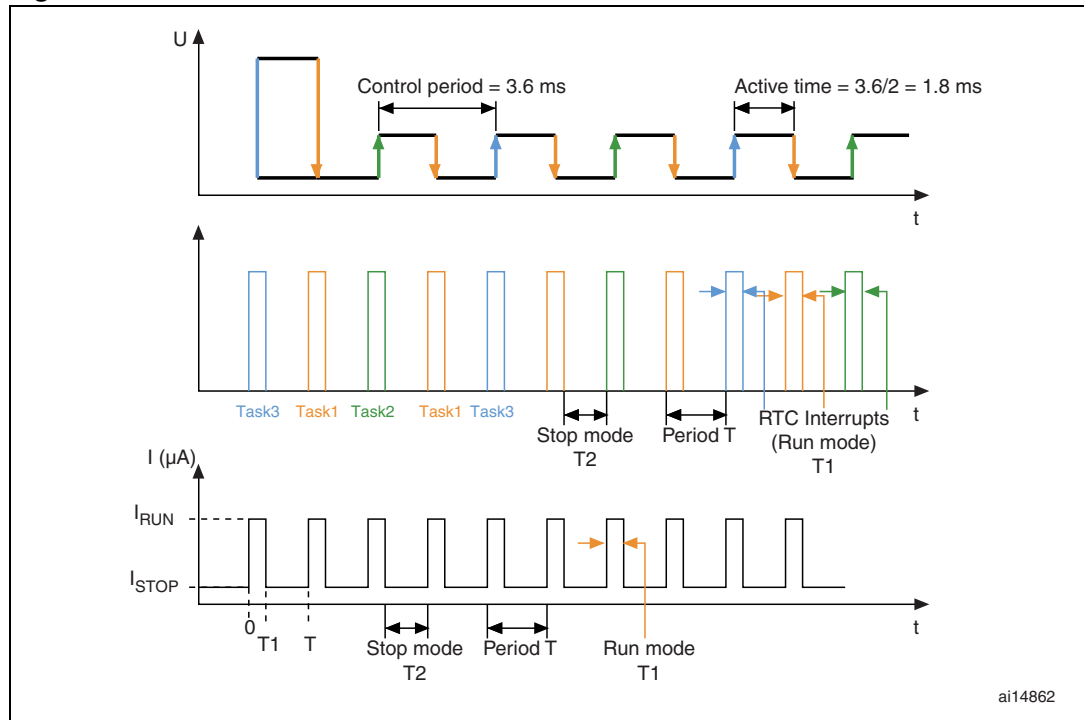 U
Control period = 3.6 ms
Active time = 3.6/2 = 1.8 ms
t
Task3
Task1
Task2
Task1
Task3
Stop mode
T2
Period T
RTC Interrupts
(Run mode)
T1
t
I (µA)
IRUN
ISTOP
0
T1
T
Stop mode
T2
Period T
Run mode
T1
t
ai14862